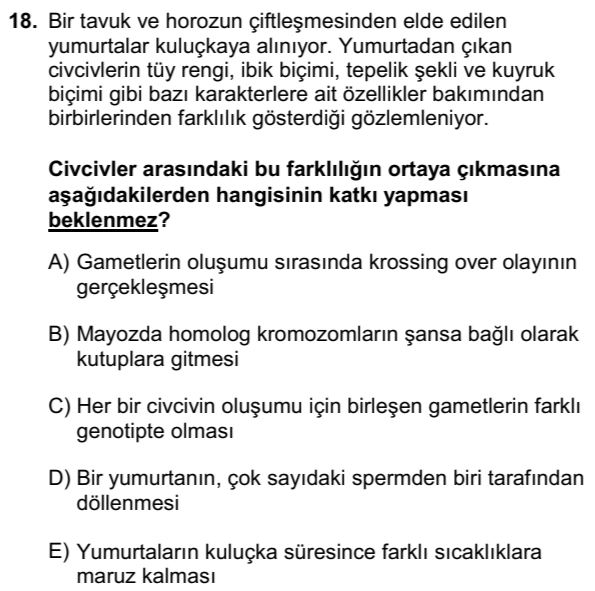 18. Bir tavuk ve horozun çiftleşmesinden elde edilen
yumurtalar kuluçkaya alınıyor. Yumurtadan çıkan
civcivlerin tüy rengi, ibik biçimi, tepelik şekli ve kuyruk
biçimi gibi bazı karakterlere ait özellikler bakımından
birbirlerinden farklılık gösterdiği gözlemleniyor.
Civcivler arasındaki bu farklılığın ortaya çıkmasına
aşağıdakilerden hangisinin katkı yapması
beklenmez?
A) Gametlerin oluşumu sırasında krossing over olayının
gerçekleşmesi
B) Mayozda homolog kromozomların şansa bağlı olarak
kutuplara gitmesi
C) Her bir civcivin oluşumu için birleşen gametlerin farklı
genotipte olması
D) Bir yumurtanın, çok sayıdaki spermden biri tarafından
döllenmesi
E) Yumurtaların kuluçka süresince farklı sıcaklıklara
maruz kalması